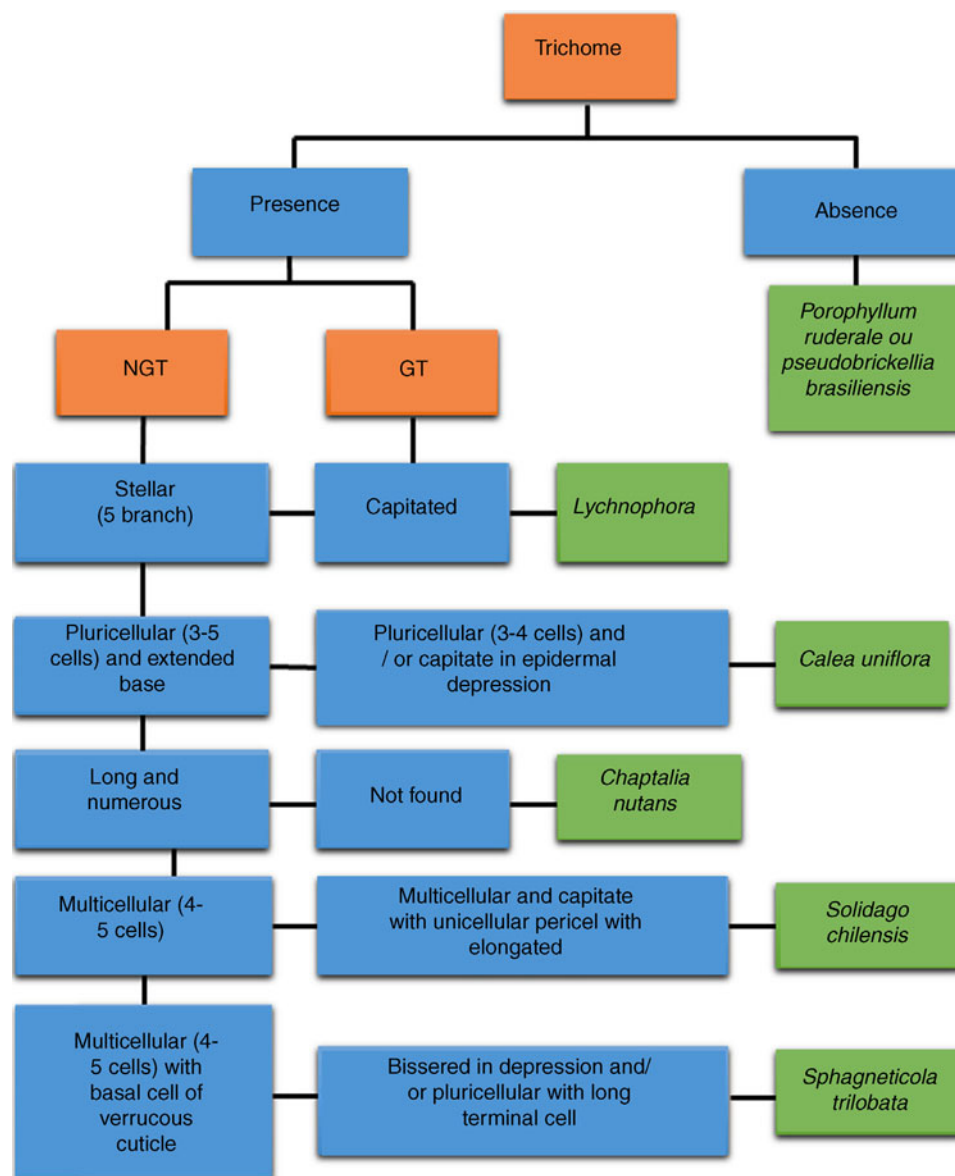 Trichome
Presence
Absence
Porophyllum
ruderale ou
pseudobrickellia
brasiliensis
NGT
GT
Stellar
(5 branch)
Capitated
Lychnophora
Pluricellular (3-5
cells) and extended
base
Pluricellular (3-4 cells) and
/ or capitate in epidermal
depression
Calea uniflora
Long and
numerous
Not found
Chaptalia
nutans
Multicellular (4-
5 cells)
Multicellular and capitate
with unicellular pericel with
elongated
Solidago
chilensis
Multicellular (4-
5 cells) with
basal cell of
verrucous
cuticle
Bissered in depression and/
or pluricellular with long
terminal cell
Sphagneticola
trilobata